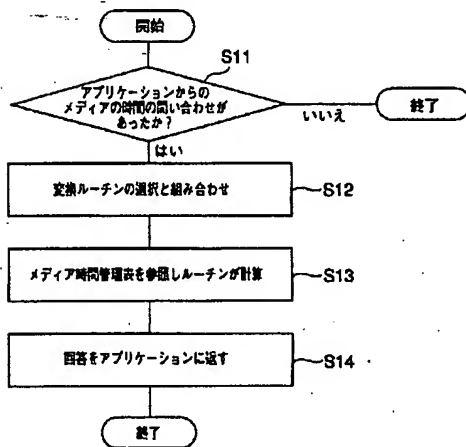 開始
S11
アプリケーションからの
メディアの時間の問い合わせが
あったか?
いいえ
終了
はい
変換ルーチンの選択と組み合わせ
S12
メディア時間管理表を参照しルーチンが計算
S13
回答をアプリケーションに返す
S14
終了